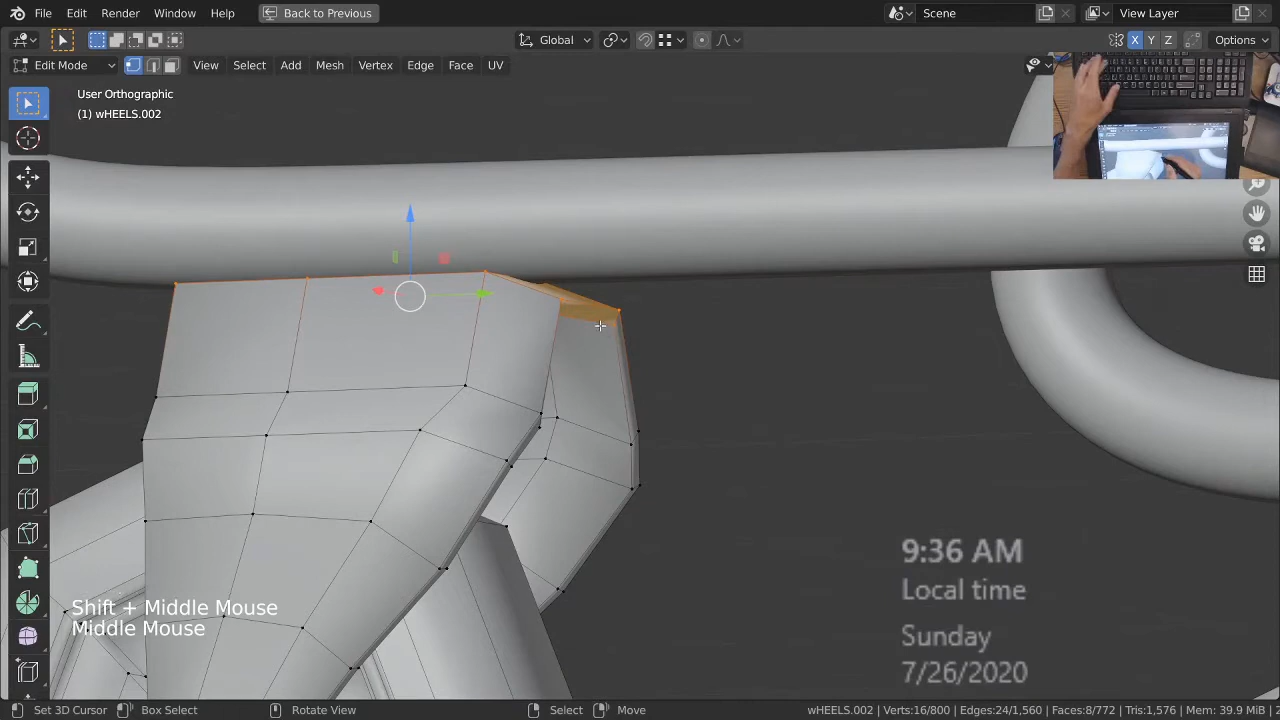 File Edit Render Window Help Back to Previous Scene View Layer
Global X Y Z Options
Edit Mode View Select Add Mesh Vertex Edge Face UV
User Orthographic
(1) wHEELS.002
Shift + Middle Mouse
Middle Mouse
9:36 AM
Local time
Sunday
7/26/2020
Set 3D Cursor Box Select Rotate View Select Move wHEELS.002 | Verts:16/800 | Edges:24/1,560 | Faces:8/772 | Tris:1,576 | Mem: 39.9 MiB